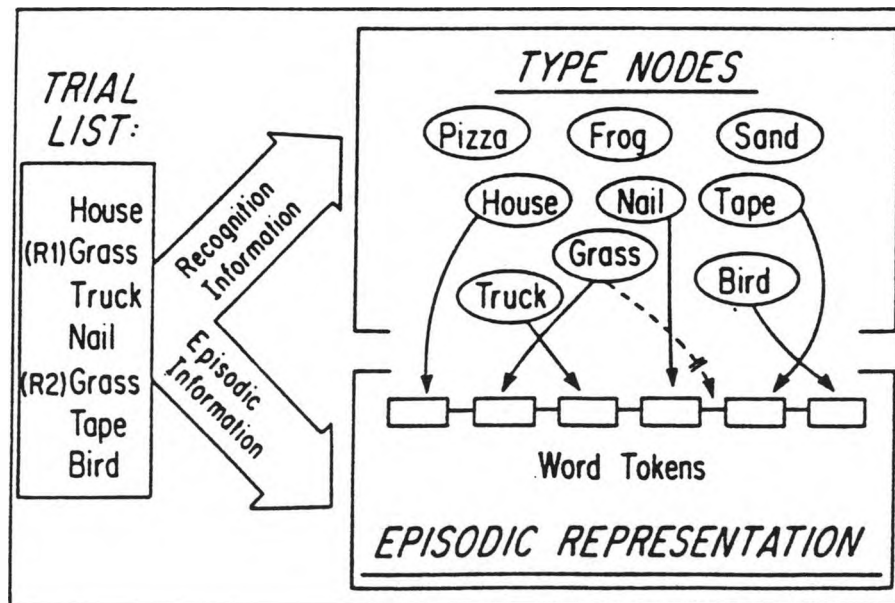 TRIAL
LIST:
House
(R1) Grass
Truck
Nail
(R2) Grass
Tape
Bird
Recognition
Information
Episodic
Information
TYPE NODES
Pizza
Frog
Sand
House
Nail
Tape
Grass
Truck
Bird
Word Tokens
EPISODIC REPRESENTATION